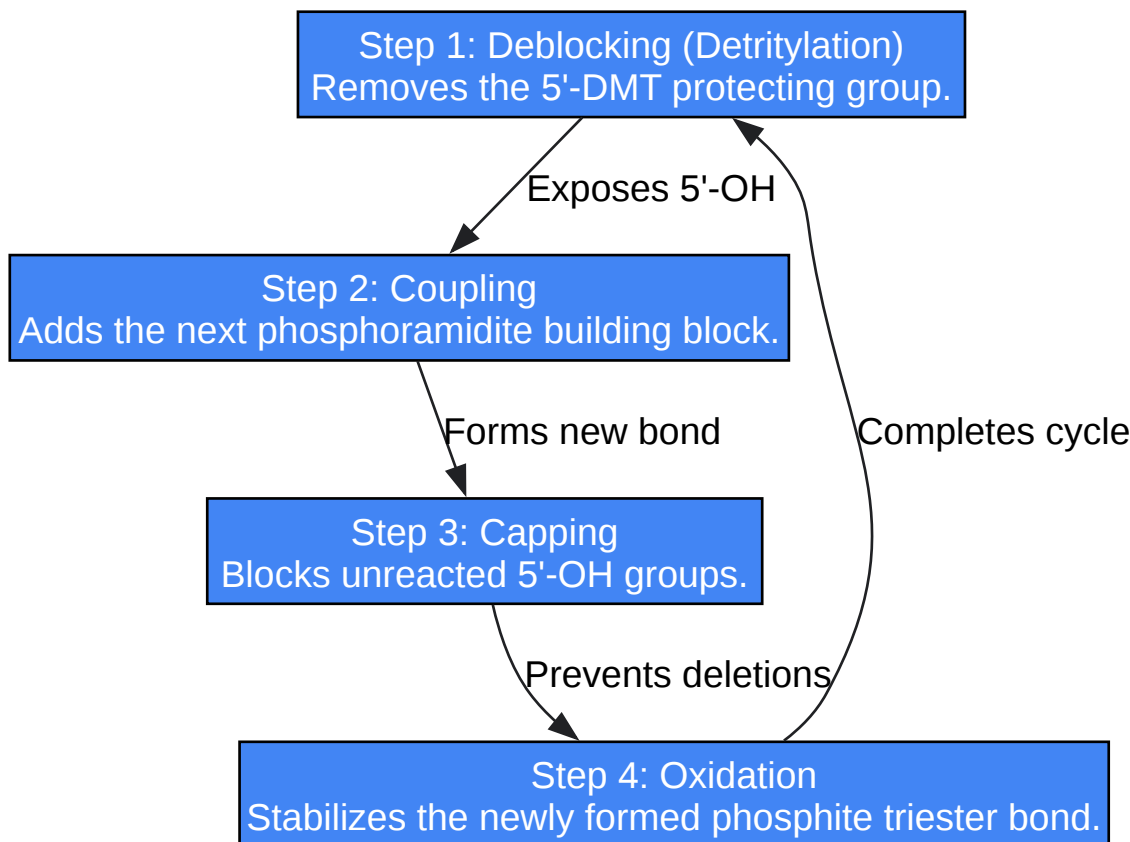 Step 1: Deblocking (Detritylation)
Removes the 5'-DMT protecting group.
Exposes 5'-OH
Step 2: Coupling
Adds the next phosphoramidite building block.
Forms new bond
Completes cycle
Step 3: Capping
Blocks unreacted 5'-OH groups.
Prevents deletions
Step 4: Oxidation
Stabilizes the newly formed phosphite triester bond.